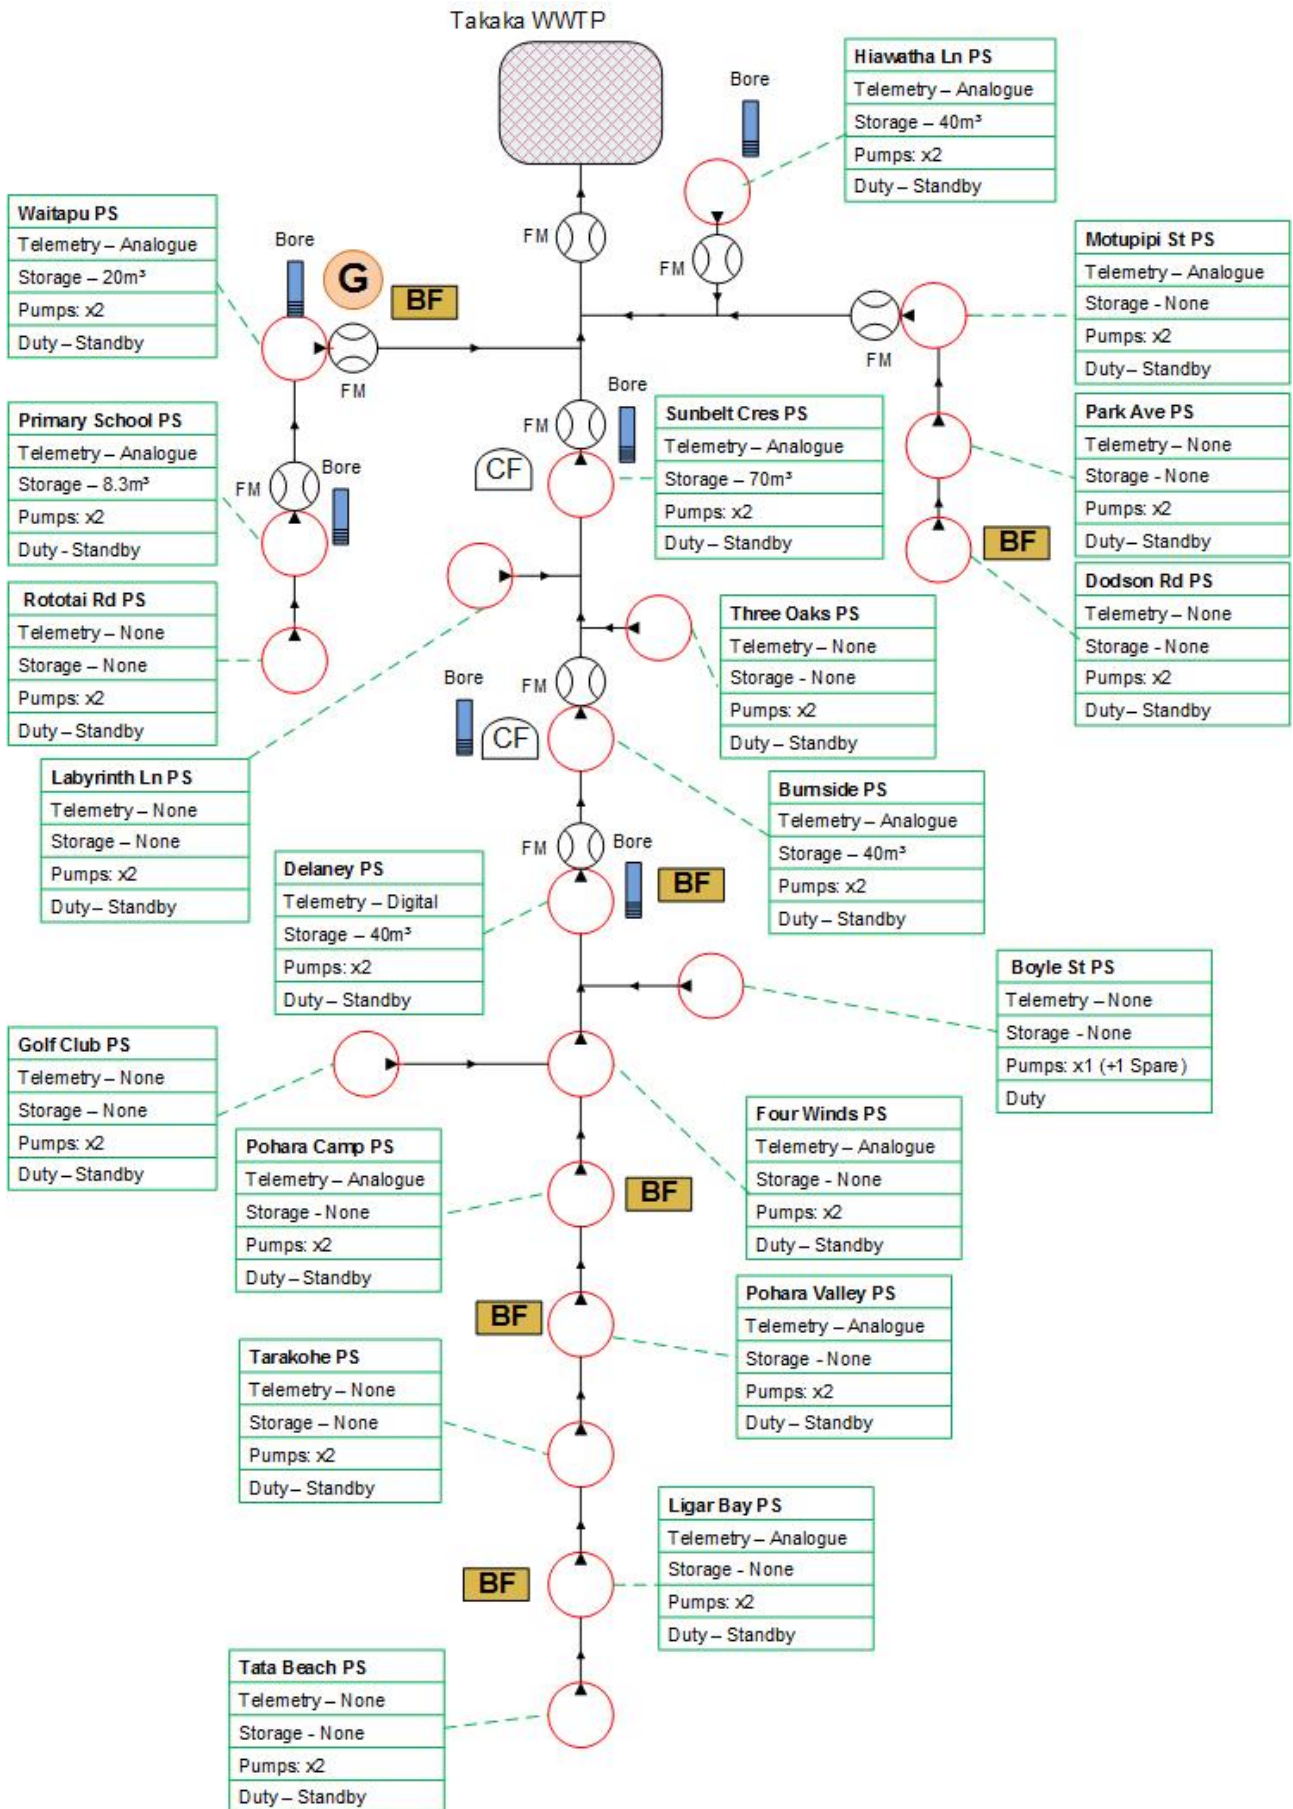 Takaka WWTP
Hiawatha Ln PS
Telemetry – Analogue
Storage – 40m³
Pumps: x2
Duty – Standby
Bore
FM
FM
Waitapu PS
Telemetry – Analogue
Storage – 20m³
Pumps: x2
Duty – Standby
Bore
G
BF
FM
Motupipi St PS
Telemetry – Analogue
Storage - None
Pumps: x2
Duty – Standby
FM
Primary School PS
Telemetry – Analogue
Storage – 8.3m³
Pumps: x2
Duty - Standby
FM
Bore
FM
Bore
CF
Sunbelt Cres PS
Telemetry – Analogue
Storage – 70m³
Pumps: x2
Duty – Standby
Park Ave PS
Telemetry – None
Storage - None
Pumps: x2
Duty – Standby
BF
Rototai Rd PS
Telemetry – None
Storage – None
Pumps: x2
Duty – Standby
Three Oaks PS
Telemetry – None
Storage - None
Pumps: x2
Duty – Standby
Dodson Rd PS
Telemetry – None
Storage - None
Pumps: x2
Duty – Standby
Bore
FM
CF
Labyrinth Ln PS
Telemetry – None
Storage – None
Pumps: x2
Duty – Standby
Burnside PS
Telemetry – Analogue
Storage – 40m³
Pumps: x2
Duty – Standby
FM
Bore
BF
Delaney PS
Telemetry – Digital
Storage – 40m³
Pumps: x2
Duty – Standby
Boyle St PS
Telemetry – None
Storage - None
Pumps: x1 (+1 Spare)
Duty
Golf Club PS
Telemetry – None
Storage – None
Pumps: x2
Duty – Standby
Four Winds PS
Telemetry – Analogue
Storage - None
Pumps: x2
Duty – Standby
Pohara Camp PS
Telemetry – Analogue
Storage - None
Pumps: x2
Duty – Standby
BF
BF
Pohara Valley PS
Telemetry – Analogue
Storage - None
Pumps: x2
Duty – Standby
Tarakohe PS
Telemetry – None
Storage – None
Pumps: x2
Duty – Standby
Ligar Bay PS
Telemetry – Analogue
Storage - None
Pumps: x2
Duty – Standby
BF
Tata Beach PS
Telemetry – None
Storage - None
Pumps: x2
Duty – Standby